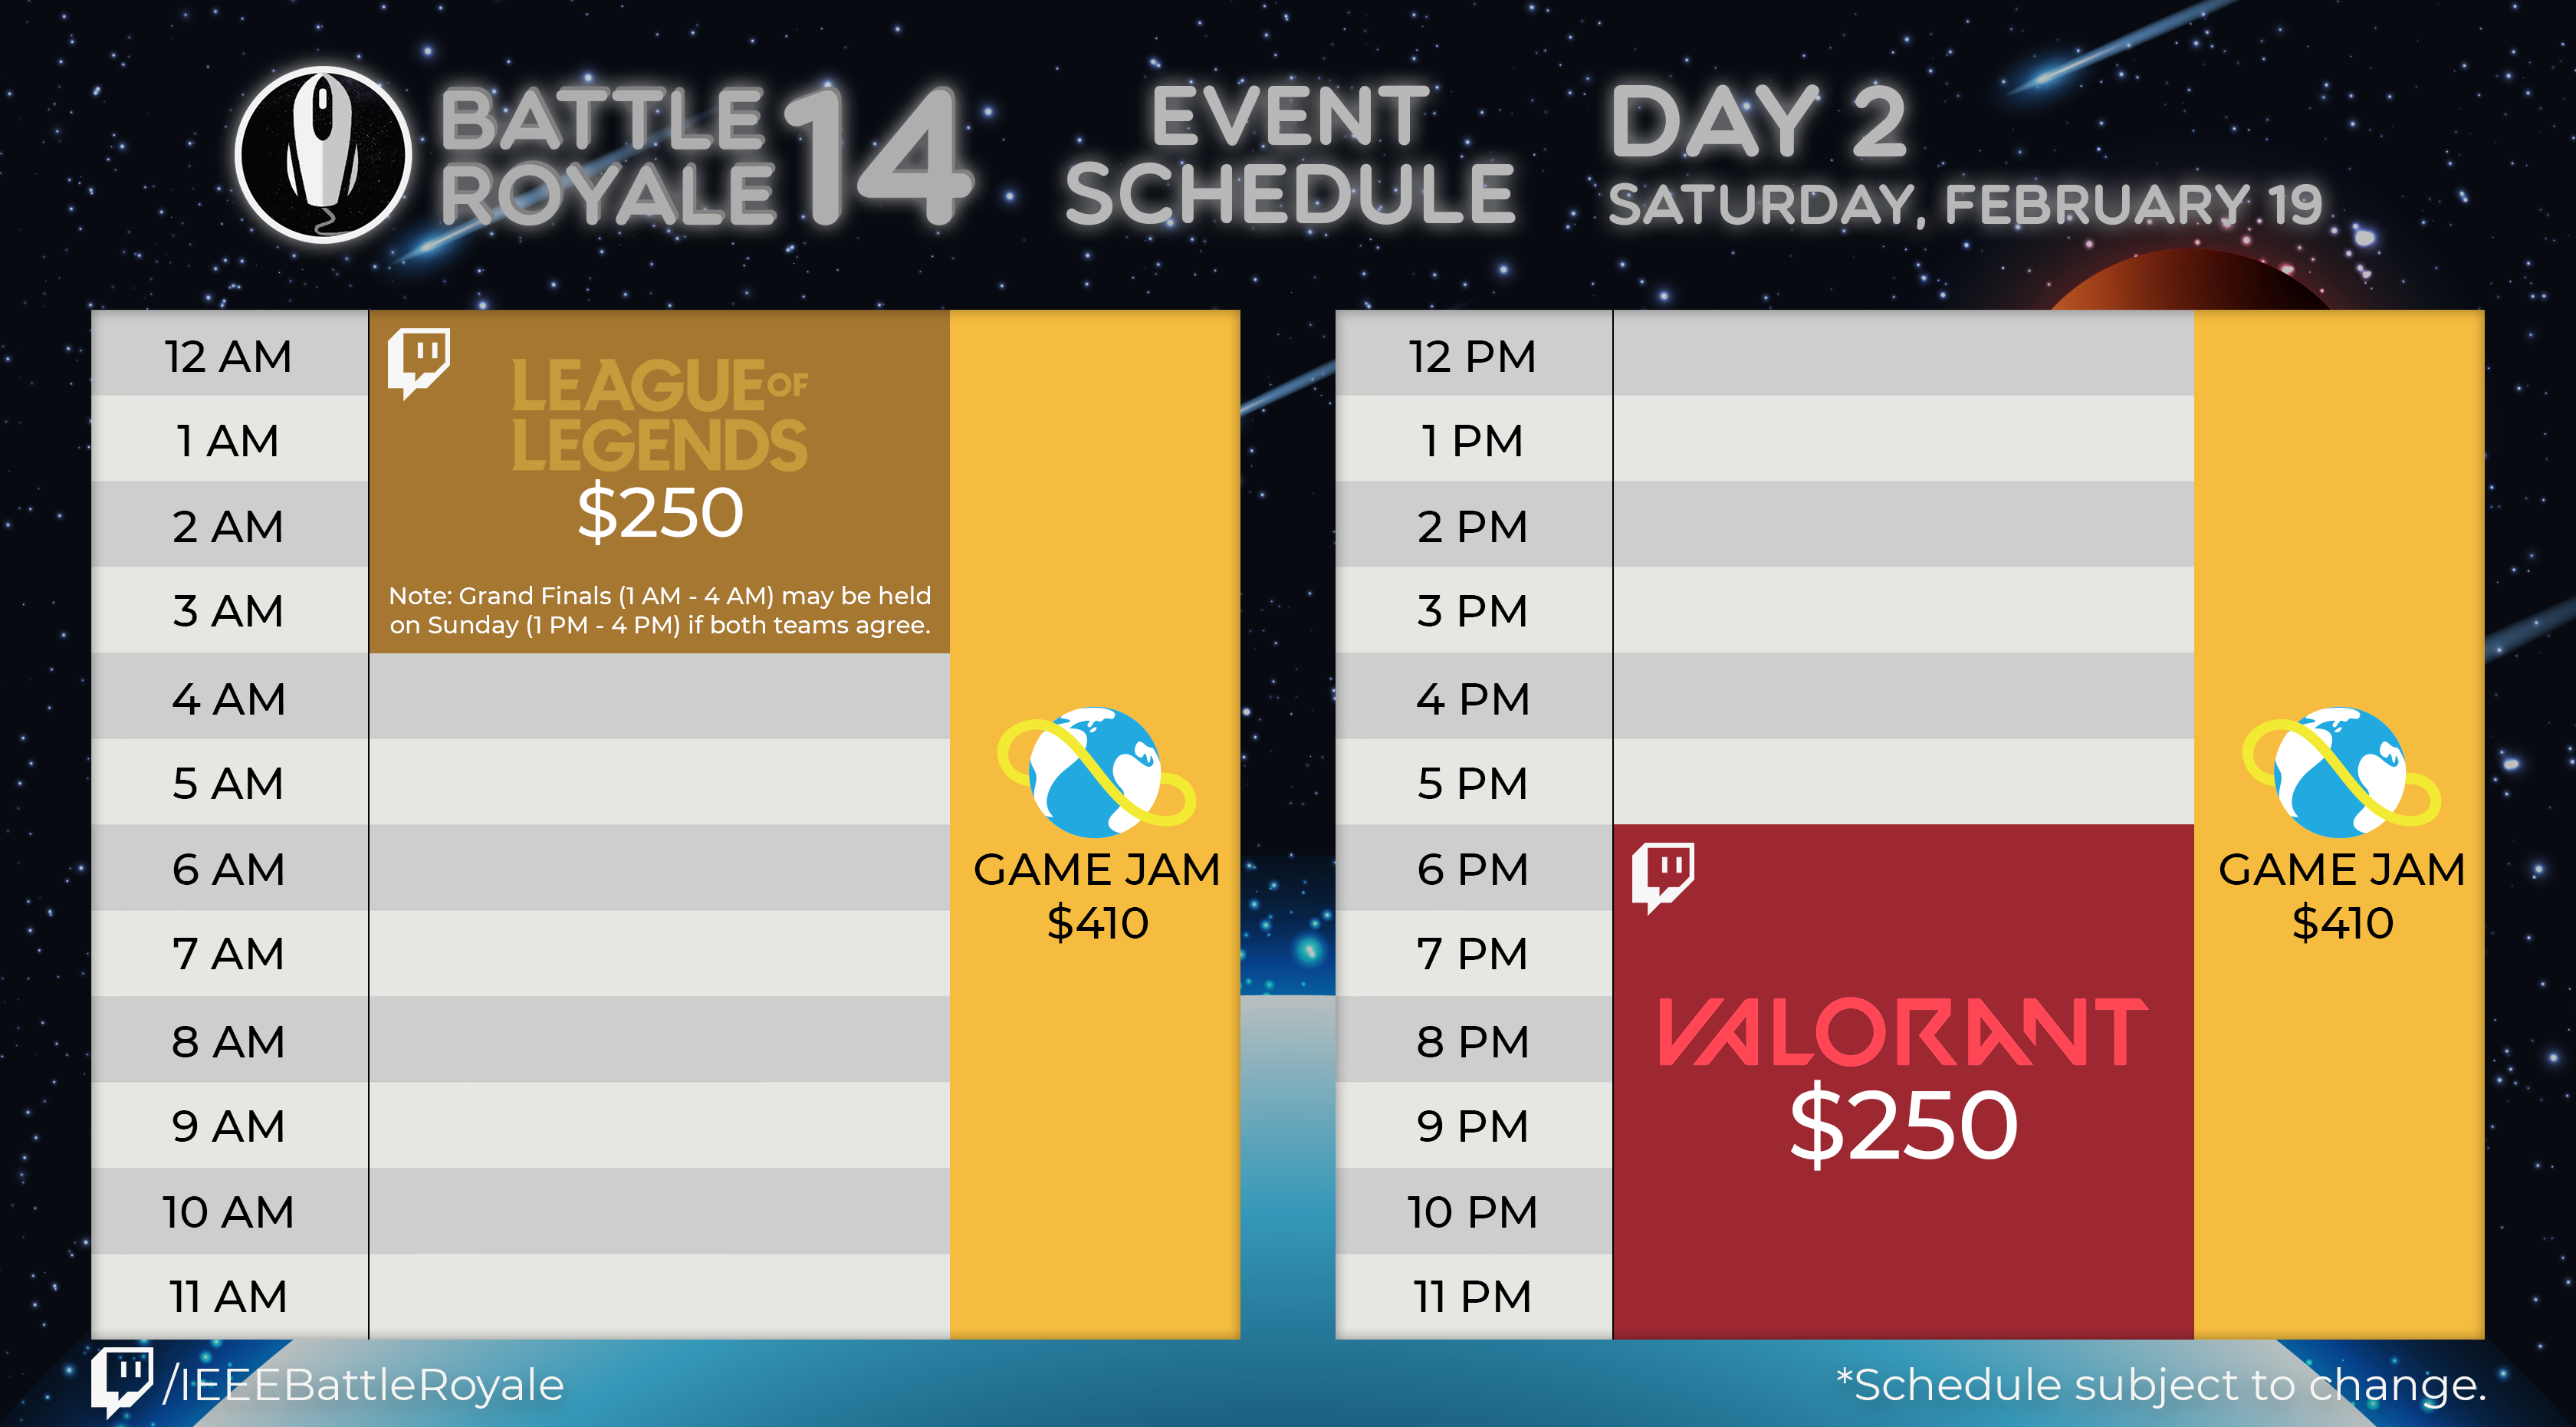 BATTLE
ROYALE 14
EVENT
SCHEDULE
DAY 2
SATURDAY, FEBRUARY 19
12 AM
1 AM
2 AM
3 AM
4 AM
5 AM
6 AM
7 AM
8 AM
9 AM
10 AM
11 AM
LEAGUE OF
LEGENDS
$250
Note: Grand Finals (1 AM - 4 AM) may be held
on Sunday (1 PM - 4 PM) if both teams agree.
GAME JAM
$410
12 PM
1 PM
2 PM
3 PM
4 PM
5 PM
6 PM
7 PM
8 PM
9 PM
10 PM
11 PM
VALORANT
$250
GAME JAM
$410
/IEEEBattleRoyale
*Schedule subject to change.